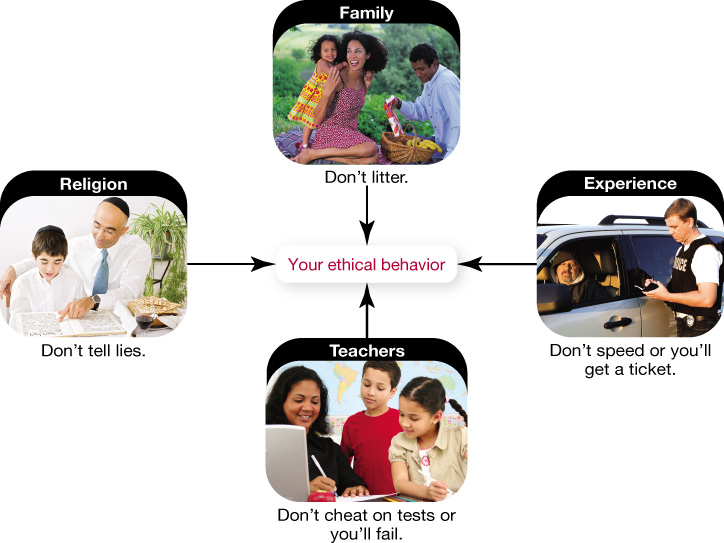 Family
Don't litter.
Religion
Don't tell lies.
Experience
Don't speed or you'll
get a ticket.
Your ethical behavior
Teachers
Don't cheat on tests or
you'll fail.